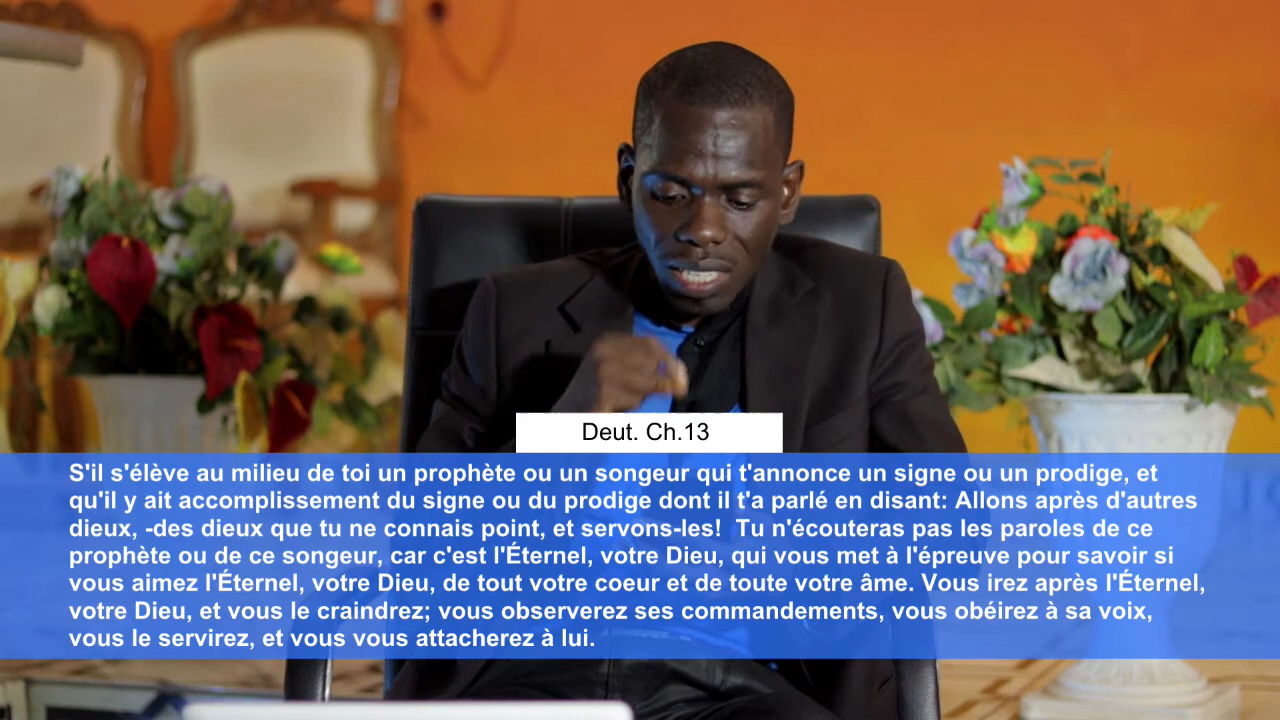 Deut. Ch.13
S'il s'élève au milieu de toi un prophète ou un songeur qui t'annonce un signe ou un prodige, et
qu'il y ait accomplissement du signe ou du prodige dont il t'a parlé en disant: Allons après d'autres
dieux, -des dieux que tu ne connais point, et servons-les!  Tu n'écouteras pas les paroles de ce
prophète ou de ce songeur, car c'est l'Éternel, votre Dieu, qui vous met à l'épreuve pour savoir si
vous aimez l'Éternel, votre Dieu, de tout votre coeur et de toute votre âme. Vous irez après l'Éternel,
votre Dieu, et vous le craindrez; vous observerez ses commandements, vous obéirez à sa voix,
vous le servirez, et vous vous attacherez à lui.